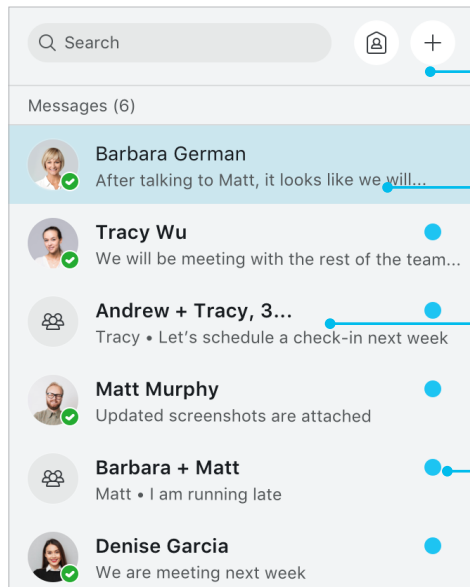 Search
Messages (6)
Barbara German
After talking to Matt, it looks like we will...
Tracy Wu
We will be meeting with the rest of the team...
Andrew + Tracy, 3...
Tracy • Let's schedule a check-in next week
Matt Murphy
Updated screenshots are attached
Barbara + Matt
Matt • I am running late
Denise Garcia
We are meeting next week